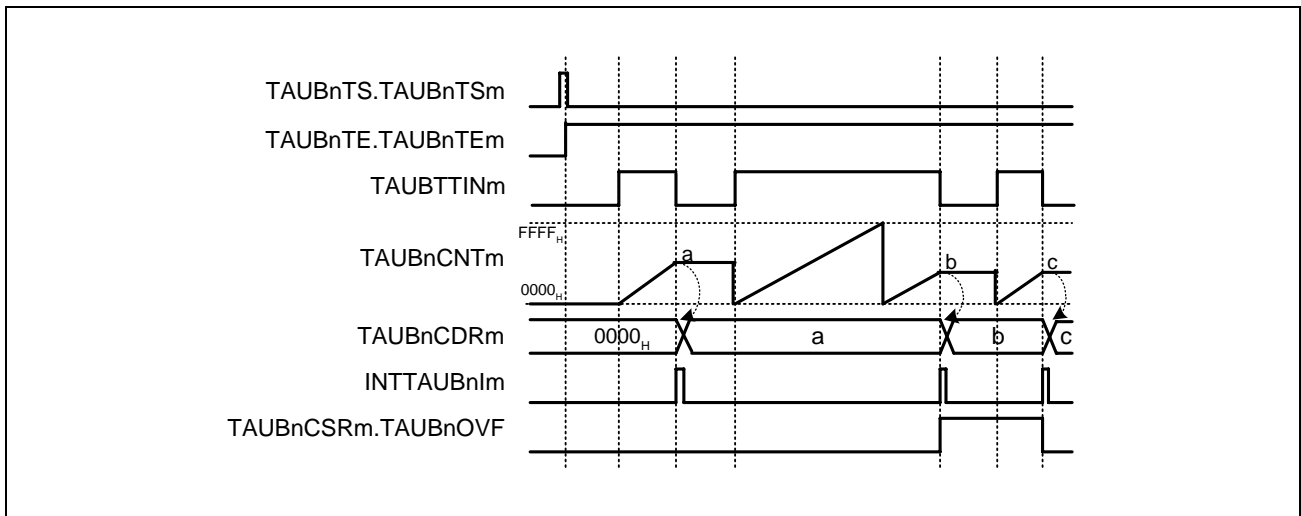 TAUBnTS.TAUBnTSm
TAUBnTE.TAUBnTEm
TAUBTTINm
FFFFH
TAUBnCNTm
a
b
c
0000H
TAUBnCDRm
0000H
a
b
c
INTTAUBnIm
TAUBnCSRm.TAUBnOVF